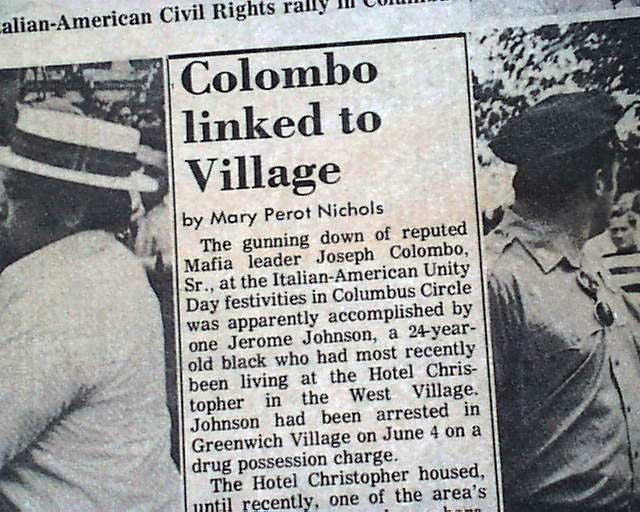 talian-American Civil Rights rally in
Colombo
linked to
Village
by Mary Perot Nichols
The gunning down of reputed
Mafia leader Joseph Colombo,
Sr., at the Italian-American Unity
Day festivities in Columbus Circle
was apparently accomplished by
one Jerome Johnson, a 24-year-
old black who had most recently
been living at the Hotel Chris-
topher in the West Village.
Johnson had been arrested in
Greenwich Village on June 4 on a
drug possession charge.
The Hotel Christopher housed,
until recently, one of the area's